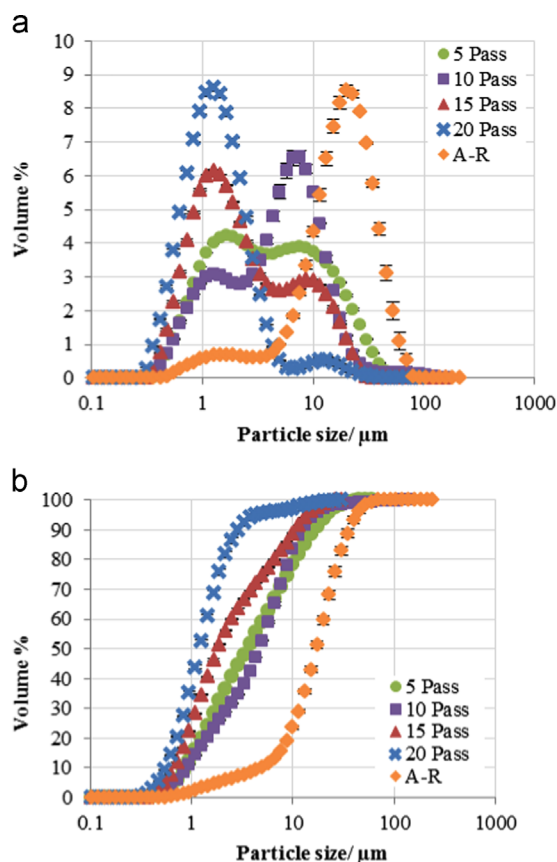 a
10
9
8
7
6
5
4
3
2
1
0
Volume %
5 Pass
10 Pass
15 Pass
20 Pass
A-R
0.1 1 10 100 1000
Particle size/ µm
b
100
90
80
70
60
50
40
30
20
10
0
Volume %
5 Pass
10 Pass
15 Pass
20 Pass
A-R
0.1 1 10 100 1000
Particle size/ µm